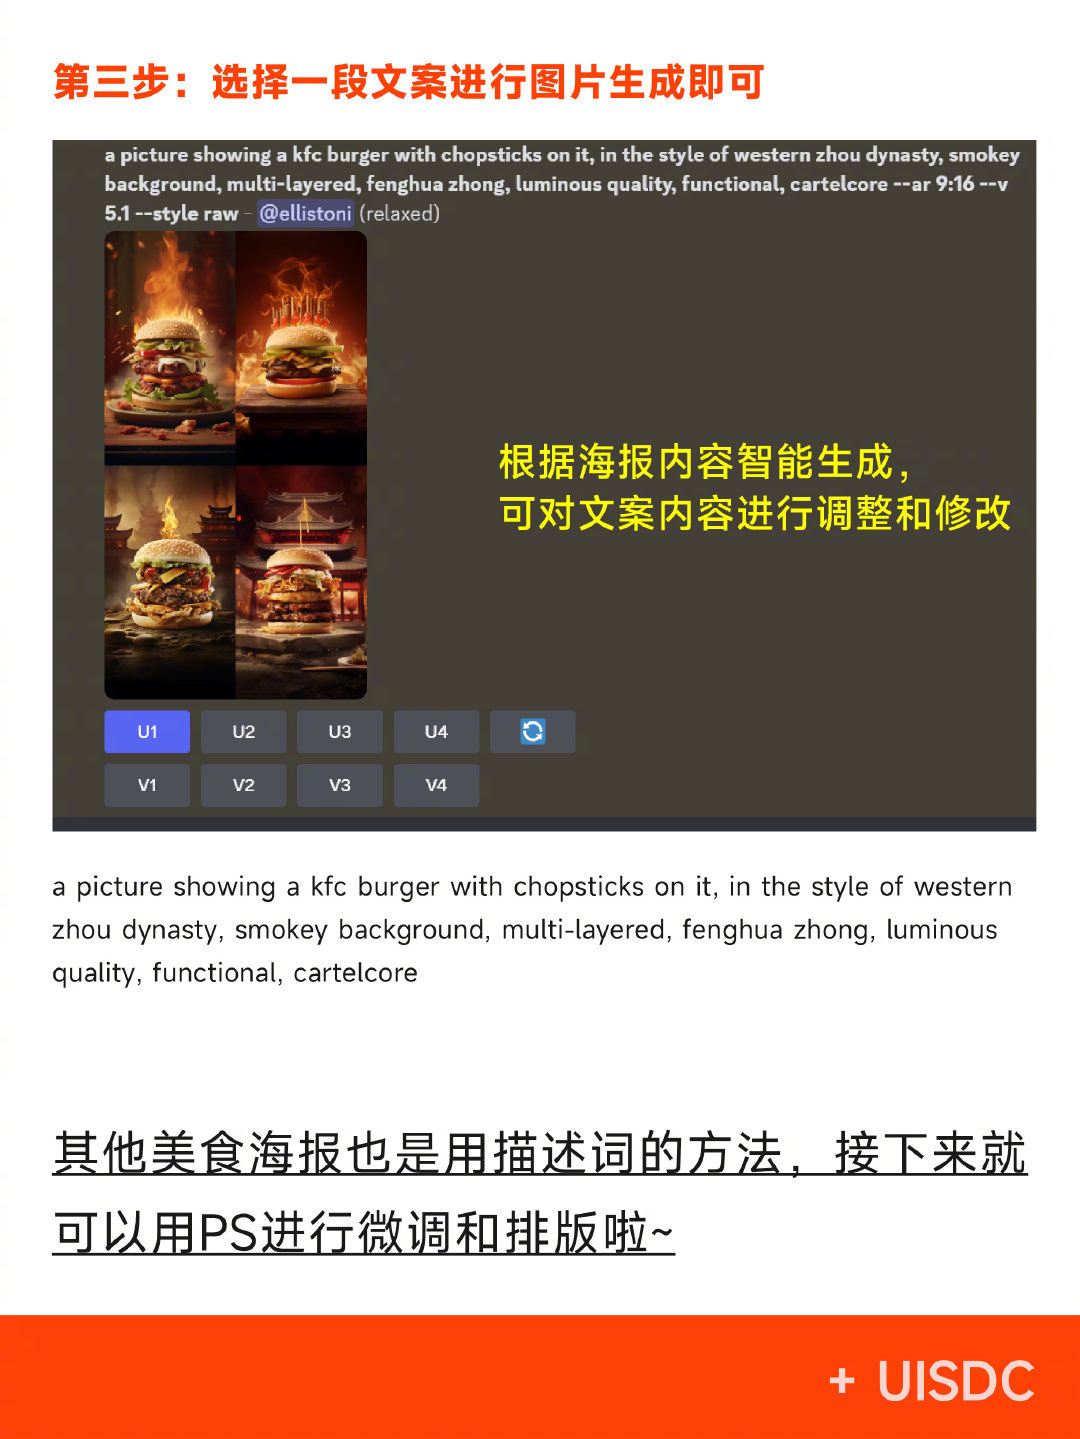 第三步：选择一段文案进行图片生成即可
a picture showing a kfc burger with chopsticks on it, in the style of western zhou dynasty, smokey
background, multi-layered, fenghua zhong, luminous quality, functional, cartelcore --ar 9:16 --v
5.1 --style raw - @ellistoni (relaxed)
根据海报内容智能生成，
可对文案内容进行调整和修改
U1 U2 U3 U4
V1 V2 V3 V4
a picture showing a kfc burger with chopsticks on it, in the style of western
zhou dynasty, smokey background, multi-layered, fenghua zhong, luminous
quality, functional, cartelcore
其他美食海报也是用描述词的方法，接下来就
可以用PS进行微调和排版啦~
+ UISDC